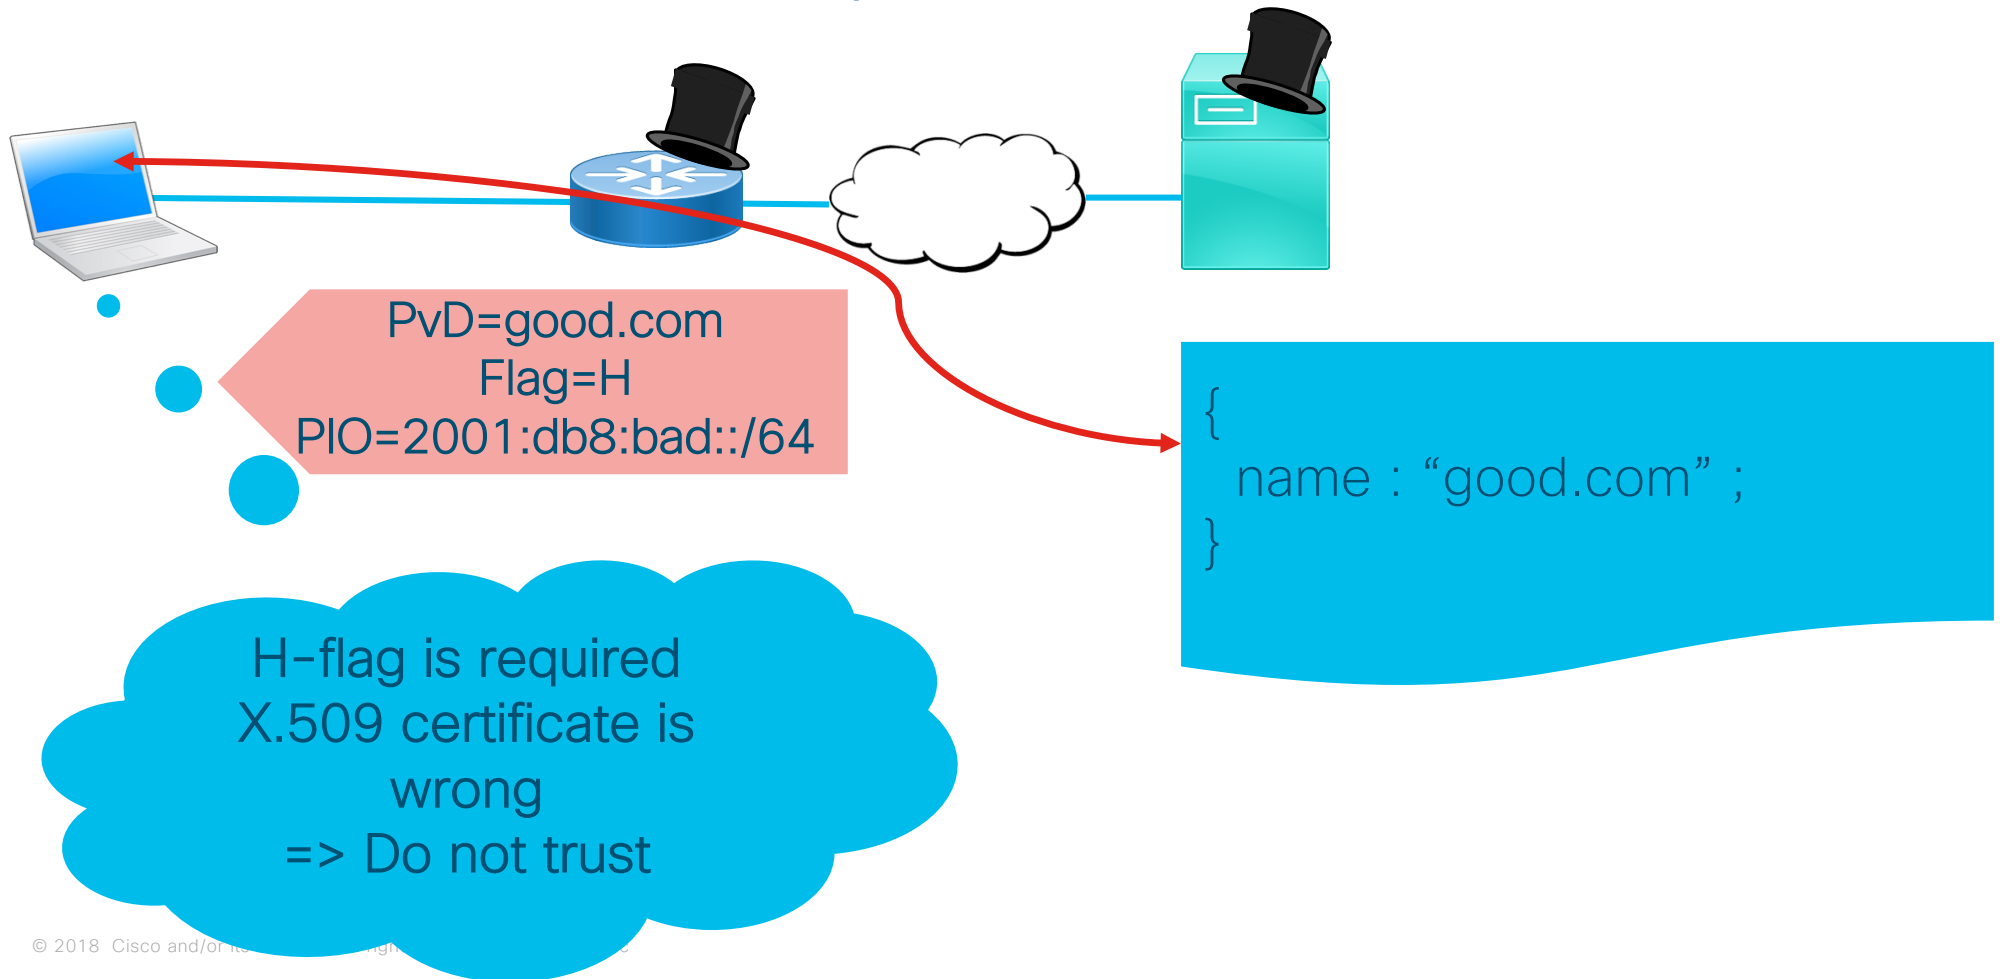 PvD=good.com
Flag=H
PIO=2001:db8:bad::/64
{
name : “good.com” ;
}
H-flag is required
X.509 certificate is
wrong
=> Do not trust
© 2018 Cisco and/or